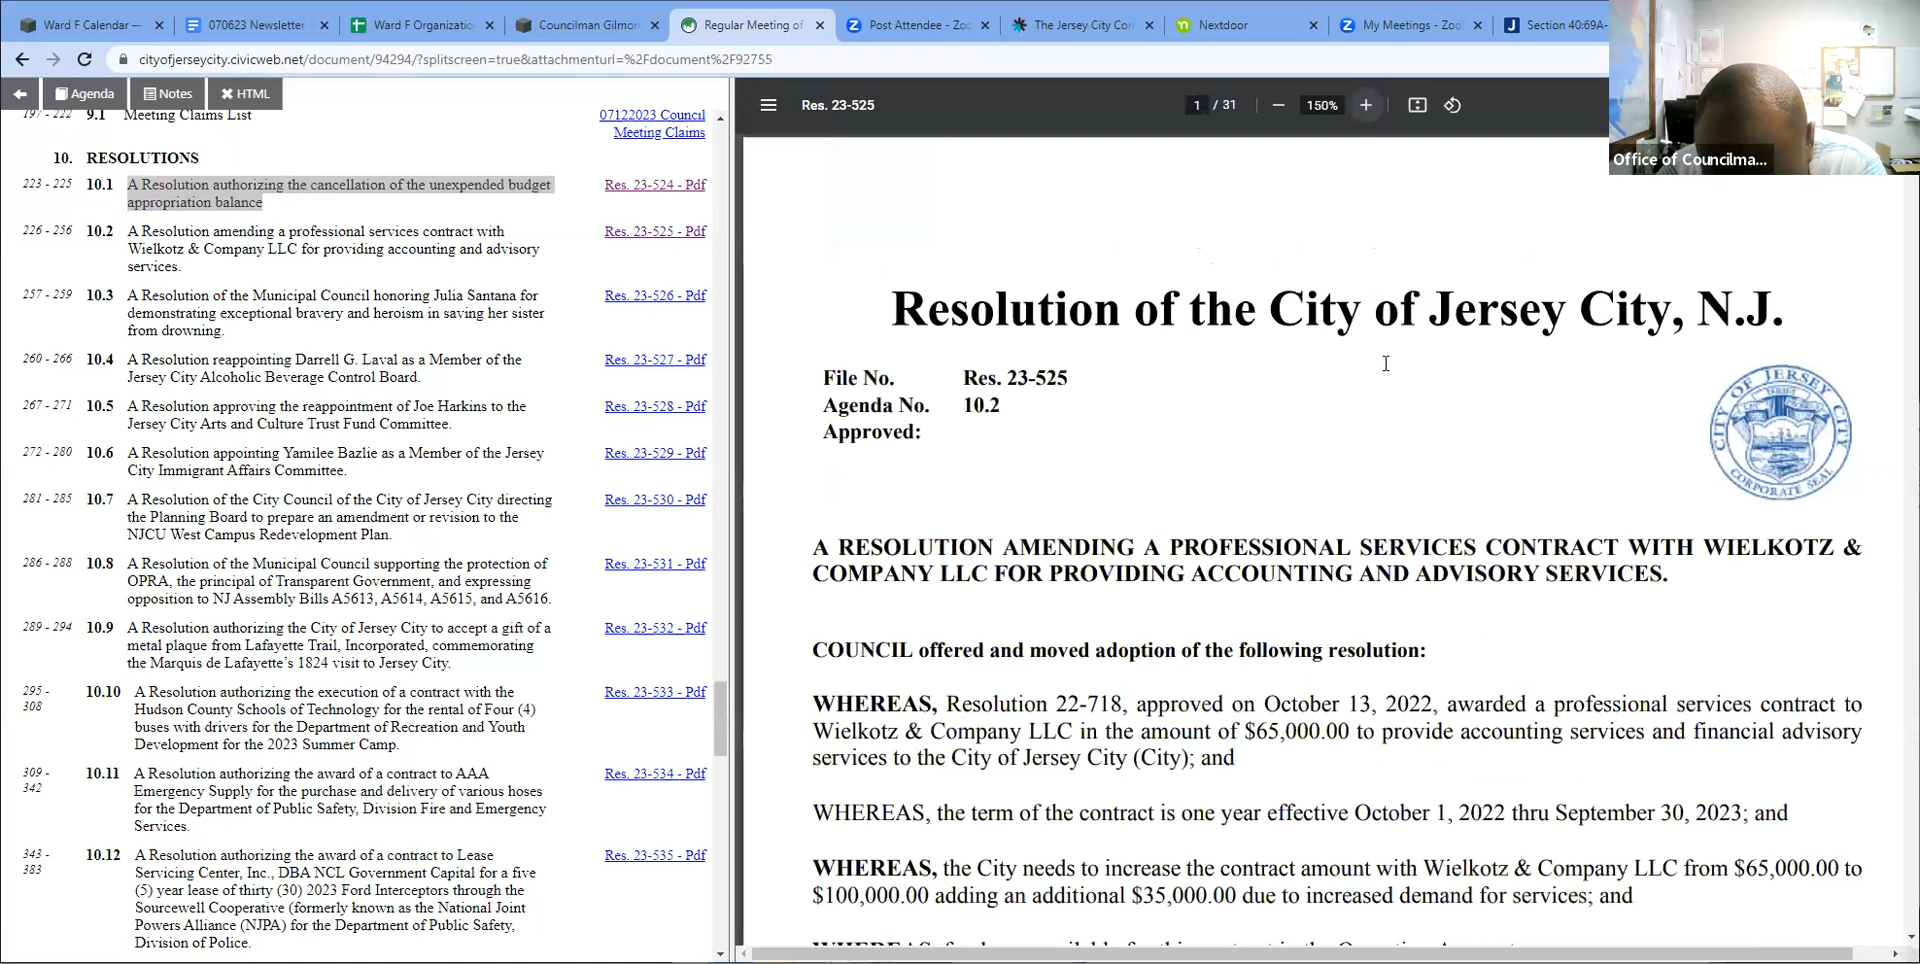 Ward F Calendar —
070623 Newsletter
Ward F Organizatio
Councilman Gilmor
Regular Meeting of
Post Attendee - Zoo
The Jersey City Con
Nextdoor
My Meetings - Zoo
Section 40:69A-
cityofjerseycity.civicweb.net/document/94294/?splitscreen=true&attachmenturl=%2Fdocument%2F92755
Agenda
Notes
HTML
197 - 222 9.1 Meeting Claims List
07122023 Council
Meeting Claims
10. RESOLUTIONS
223 - 225 10.1 A Resolution authorizing the cancellation of the unexpended budget
appropriation balance
Res. 23-524 - Pdf
226 - 256 10.2 A Resolution amending a professional services contract with
Wielkotz & Company LLC for providing accounting and advisory
services.
Res. 23-525 - Pdf
257 - 259 10.3 A Resolution of the Municipal Council honoring Julia Santana for
demonstrating exceptional bravery and heroism in saving her sister
from drowning.
Res. 23-526 - Pdf
260 - 266 10.4 A Resolution reappointing Darrell G. Laval as a Member of the
Jersey City Alcoholic Beverage Control Board.
Res. 23-527 - Pdf
267 - 271 10.5 A Resolution approving the reappointment of Joe Harkins to the
Jersey City Arts and Culture Trust Fund Committee.
Res. 23-528 - Pdf
272 - 280 10.6 A Resolution appointing Yamilee Bazlie as a Member of the Jersey
City Immigrant Affairs Committee.
Res. 23-529 - Pdf
281 - 285 10.7 A Resolution of the City Council of the City of Jersey City directing
the Planning Board to prepare an amendment or revision to the
NJCU West Campus Redevelopment Plan.
Res. 23-530 - Pdf
286 - 288 10.8 A Resolution of the Municipal Council supporting the protection of
OPRA, the principal of Transparent Government, and expressing
opposition to NJ Assembly Bills A5613, A5614, A5615, and A5616.
Res. 23-531 - Pdf
289 - 294 10.9 A Resolution authorizing the City of Jersey City to accept a gift of a
metal plaque from Lafayette Trail, Incorporated, commemorating
the Marquis de Lafayette's 1824 visit to Jersey City.
Res. 23-532 - Pdf
295 -
308
10.10 A Resolution authorizing the execution of a contract with the
Hudson County Schools of Technology for the rental of Four (4)
buses with drivers for the Department of Recreation and Youth
Development for the 2023 Summer Camp.
Res. 23-533 - Pdf
309 -
342
10.11 A Resolution authorizing the award of a contract to AAA
Emergency Supply for the purchase and delivery of various hoses
for the Department of Public Safety, Division Fire and Emergency
Services.
Res. 23-534 - Pdf
343 -
383
10.12 A Resolution authorizing the award of a contract to Lease
Servicing Center, Inc., DBA NCL Government Capital for a five
(5) year lease of thirty (30) 2023 Ford Interceptors through the
Sourcewell Cooperative (formerly known as the National Joint
Powers Alliance (NJPA) for the Department of Public Safety,
Division of Police.
Res. 23-535 - Pdf
Res. 23-525
1 / 31
150%
Office of Councilma...
Resolution of the City of Jersey City, N.J.
File No. Res. 23-525
Agenda No. 10.2
Approved:
CITY OF JERSEY CITY
CORPORATE SEAL
A RESOLUTION AMENDING A PROFESSIONAL SERVICES CONTRACT WITH WIELKOTZ &
COMPANY LLC FOR PROVIDING ACCOUNTING AND ADVISORY SERVICES.
COUNCIL offered and moved adoption of the following resolution:
WHEREAS, Resolution 22-718, approved on October 13, 2022, awarded a professional services contract to
Wielkotz & Company LLC in the amount of $65,000.00 to provide accounting services and financial advisory
services to the City of Jersey City (City); and
WHEREAS, the term of the contract is one year effective October 1, 2022 thru September 30, 2023; and
WHEREAS, the City needs to increase the contract amount with Wielkotz & Company LLC from $65,000.00 to
$100,000.00 adding an additional $35,000.00 due to increased demand for services; and